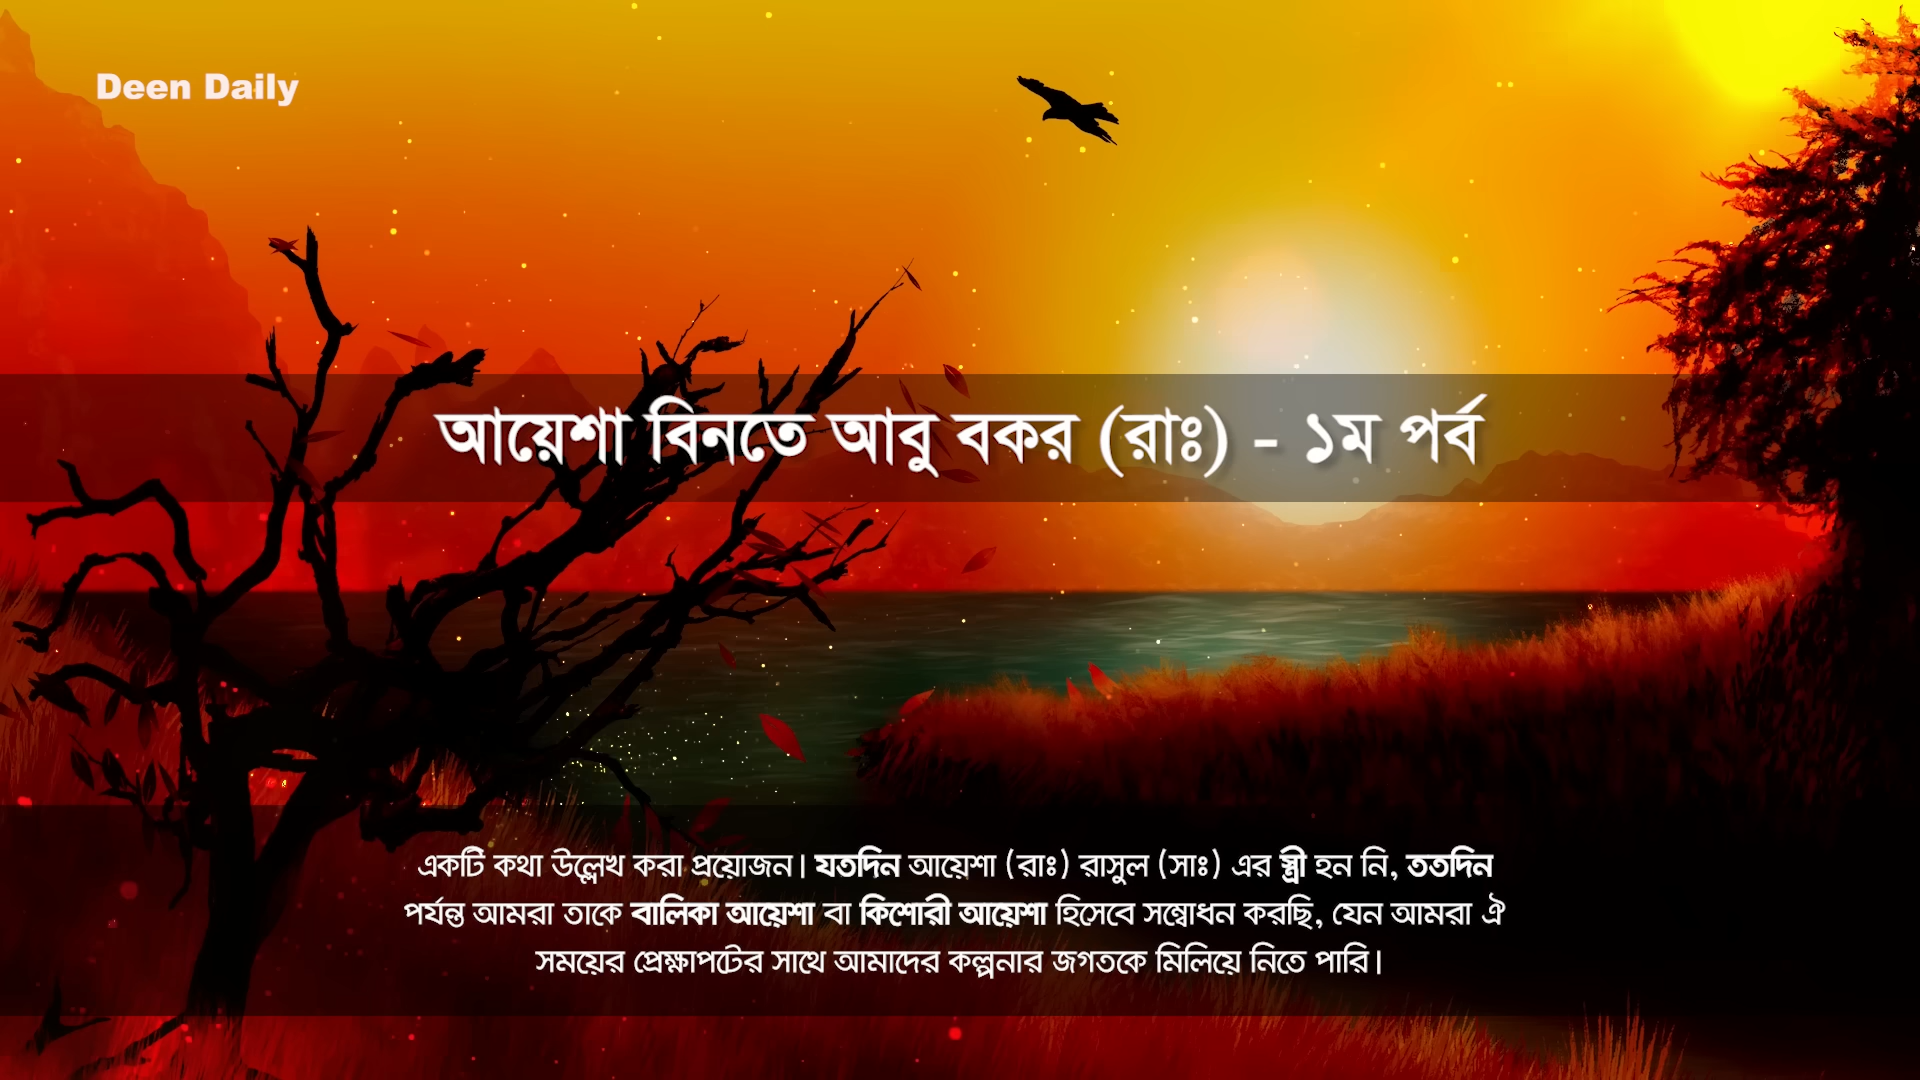 Deen Daily
আয়েশা বিনতে আবু বকর (রাঃ) - ১ম পর্ব
একটি কথা উল্লেখ করা প্রয়োজন। যতদিন আয়েশা (রাঃ) রাসুল (সাঃ) এর স্ত্রী হন নি, ততদিন
পর্যন্ত আমরা তাকে বালিকা আয়েশা বা কিশোরী আয়েশা হিসেবে সম্বোধন করছি, যেন আমরা ঐ
সময়ের প্রেক্ষাপটের সাথে আমাদের কল্পনার জগতকে মিলিয়ে নিতে পারি।